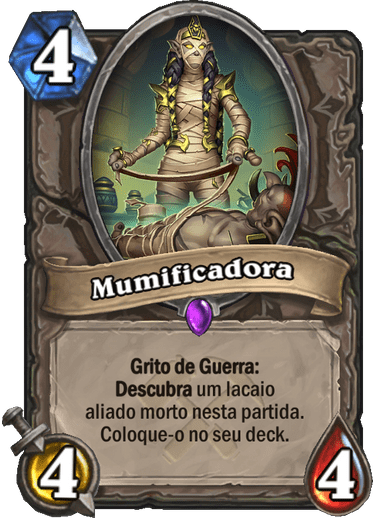 4
Mumificadora
Grito de Guerra:
Descubra um lacaio
aliado morto nesta partida.
Coloque-o no seu deck.
4
4